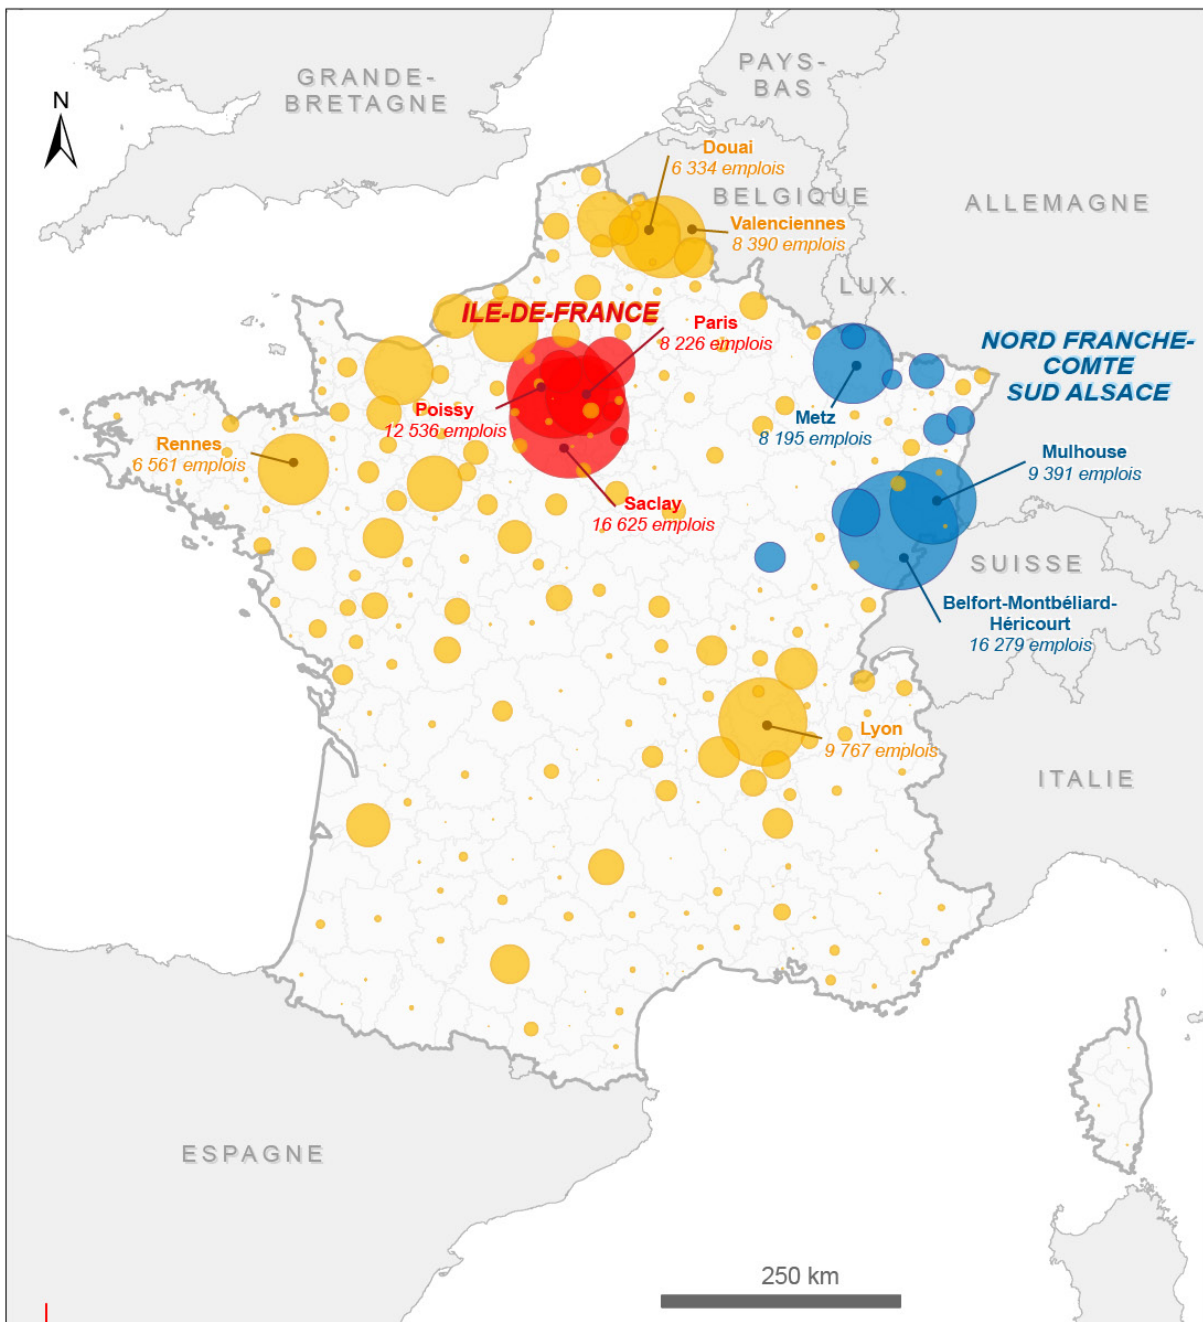 GRANDE-
BRETAGNE
PAYS-
BAS
N
Douai
6 334 emplois
BELGIQUE
ALLEMAGNE
Valenciennes
8 390 emplois
LUX.
ILE-DE-FRANCE
Paris
8 226 emplois
NORD FRANCHE-
COMTE
SUD ALSACE
Poissy
12 536 emplois
Metz
8 195 emplois
Rennes
6 561 emplois
Mulhouse
9 391 emplois
Saclay
16 625 emplois
SUISSE
Belfort-Montbéliard-
Héricourt
16 279 emplois
Lyon
9 767 emplois
ITALIE
ESPAGNE
250 km